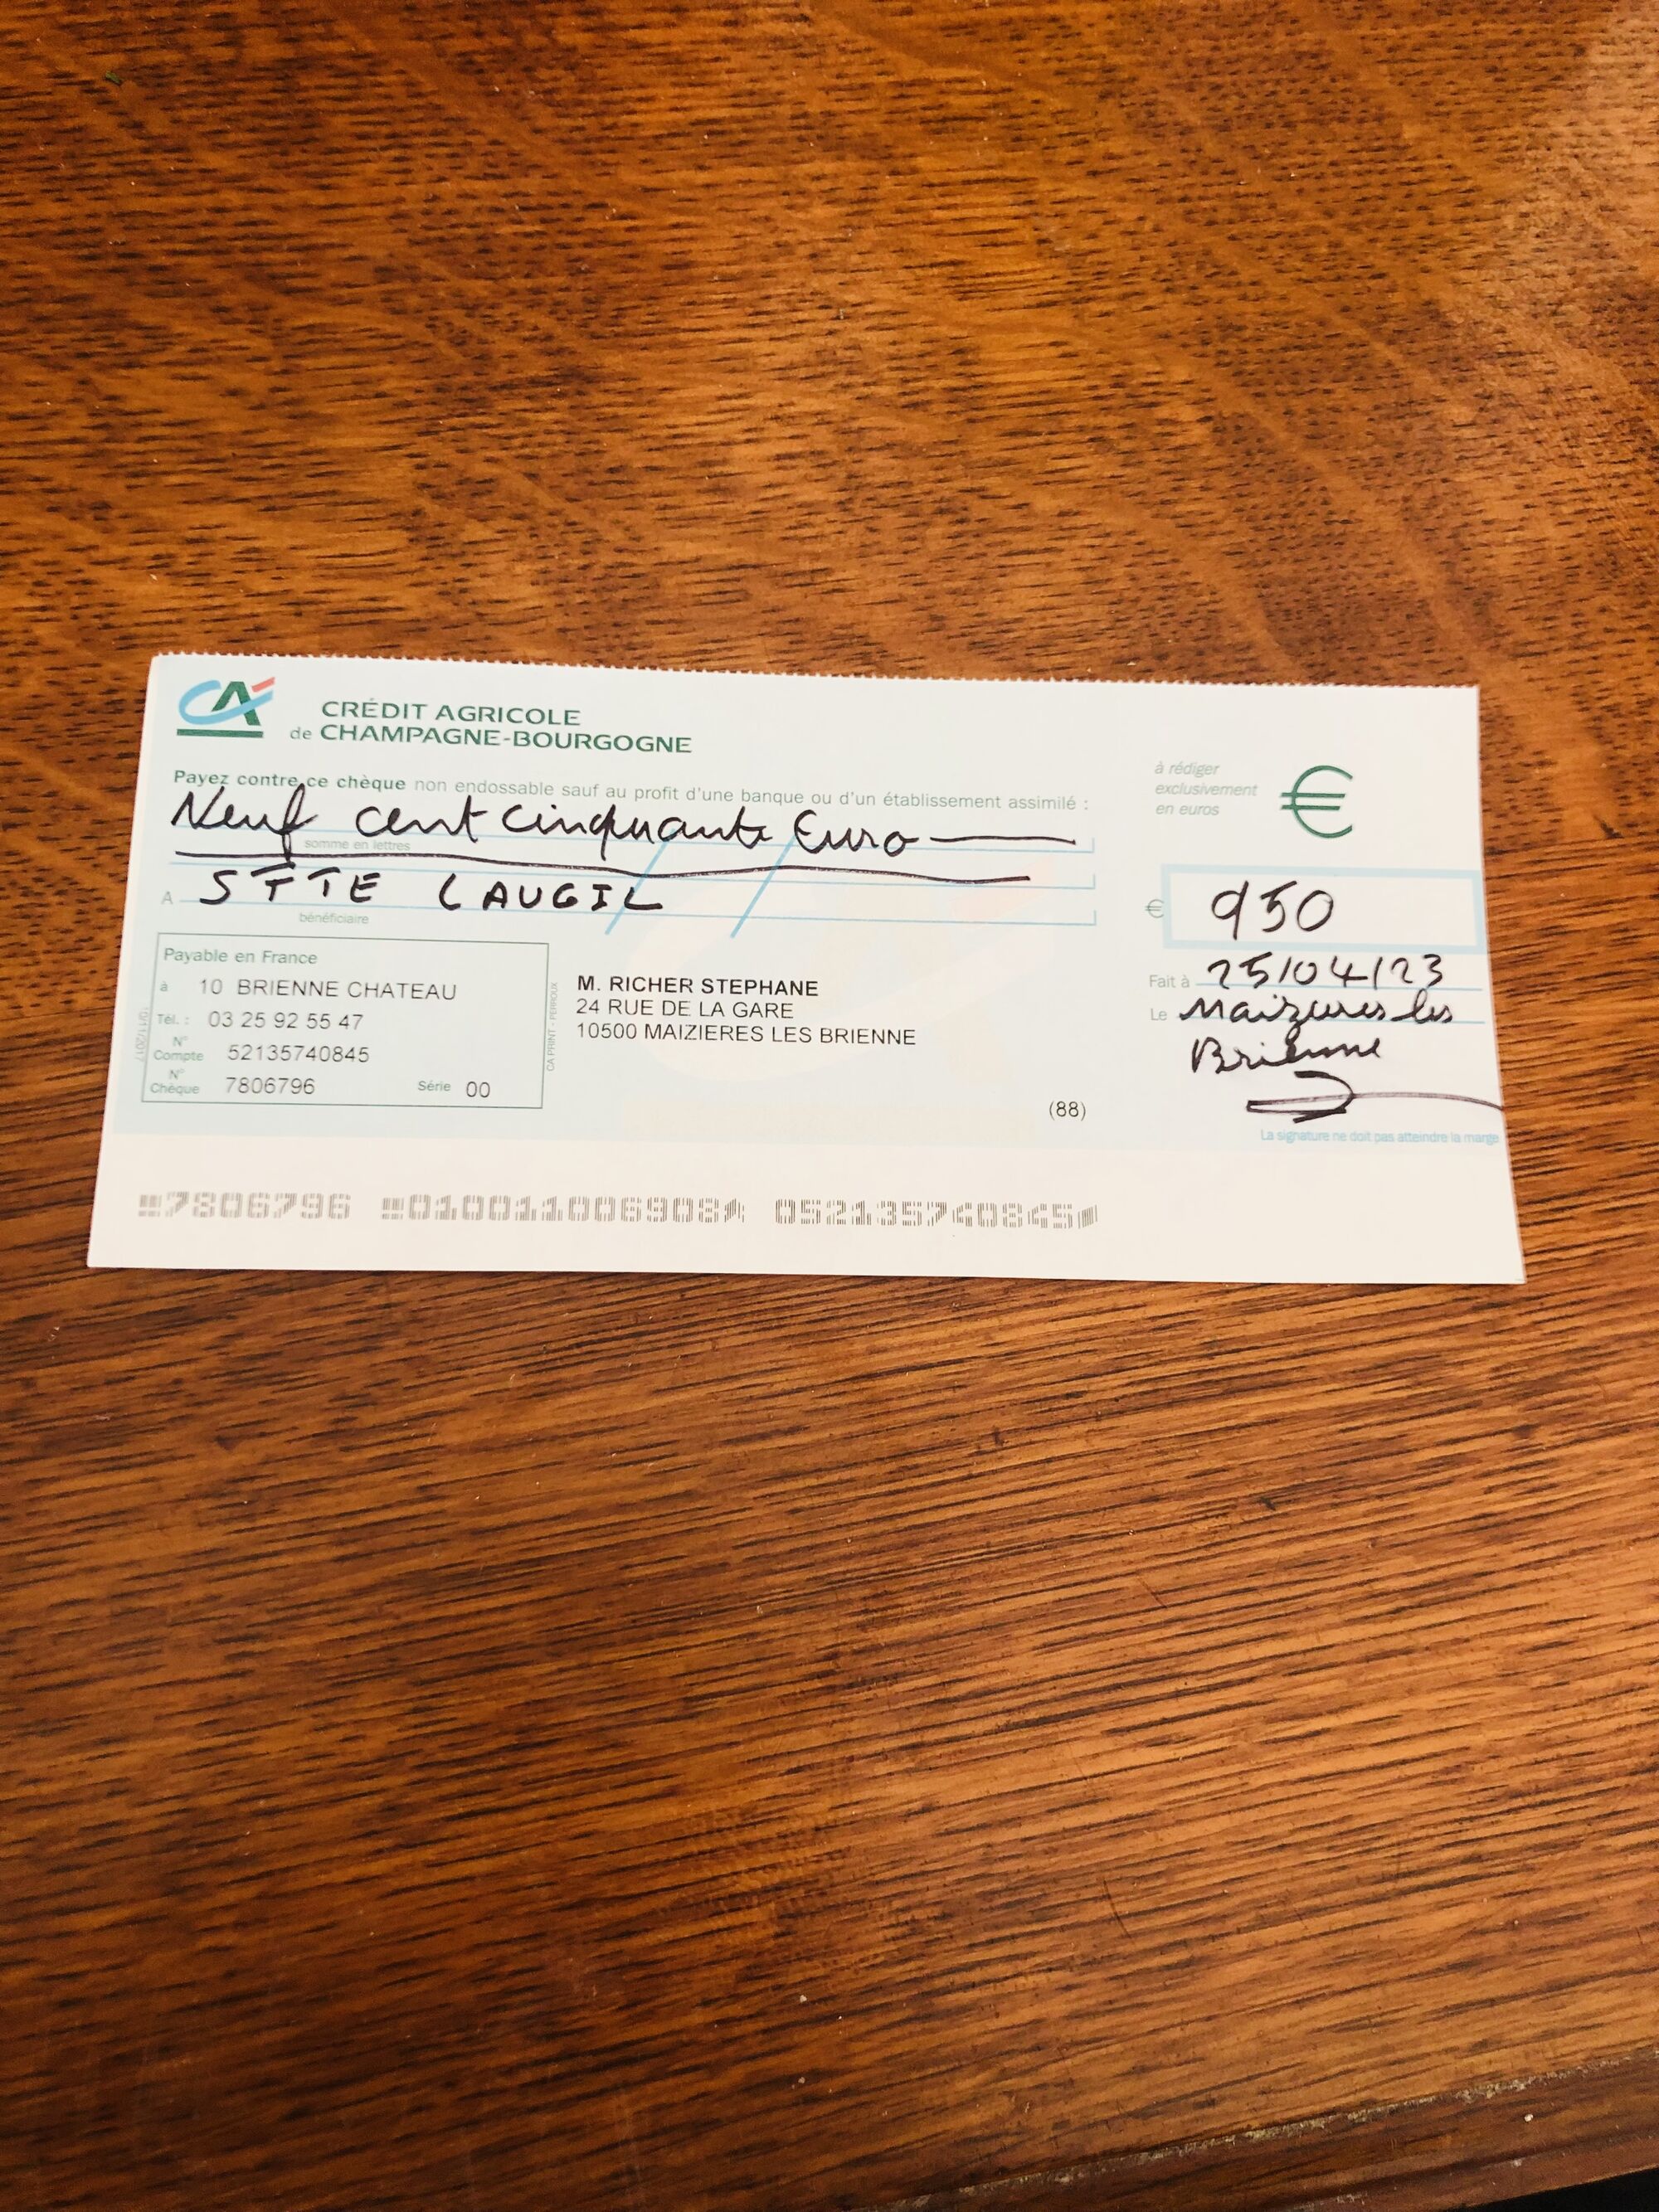 CA
CRÉDIT AGRICOLE
de CHAMPAGNE-BOURGOGNE
Payez contre ce chèque non endossable sauf au profit d'une banque ou d'un établissement assimilé :
à rédiger
exclusivement
en euros
€
Neuf cent cinquante Euro
somme en lettres
A STTE LAUGIL
bénéficiaire
€ 950
Payable en France
à 10 BRIENNE CHATEAU
Tél. : 03 25 92 55 47
N°
Compte 52135740845
N°
Chèque 7806796 Série 00
CA PRINT - PERROUX
M. RICHER STEPHANE
24 RUE DE LA GARE
10500 MAIZIERES LES BRIENNE
(88)
Fait à 25/04/23
Le Maizieres les
Brienne
La signature ne doit pas atteindre la marge
7806796 010011006908 052135740845